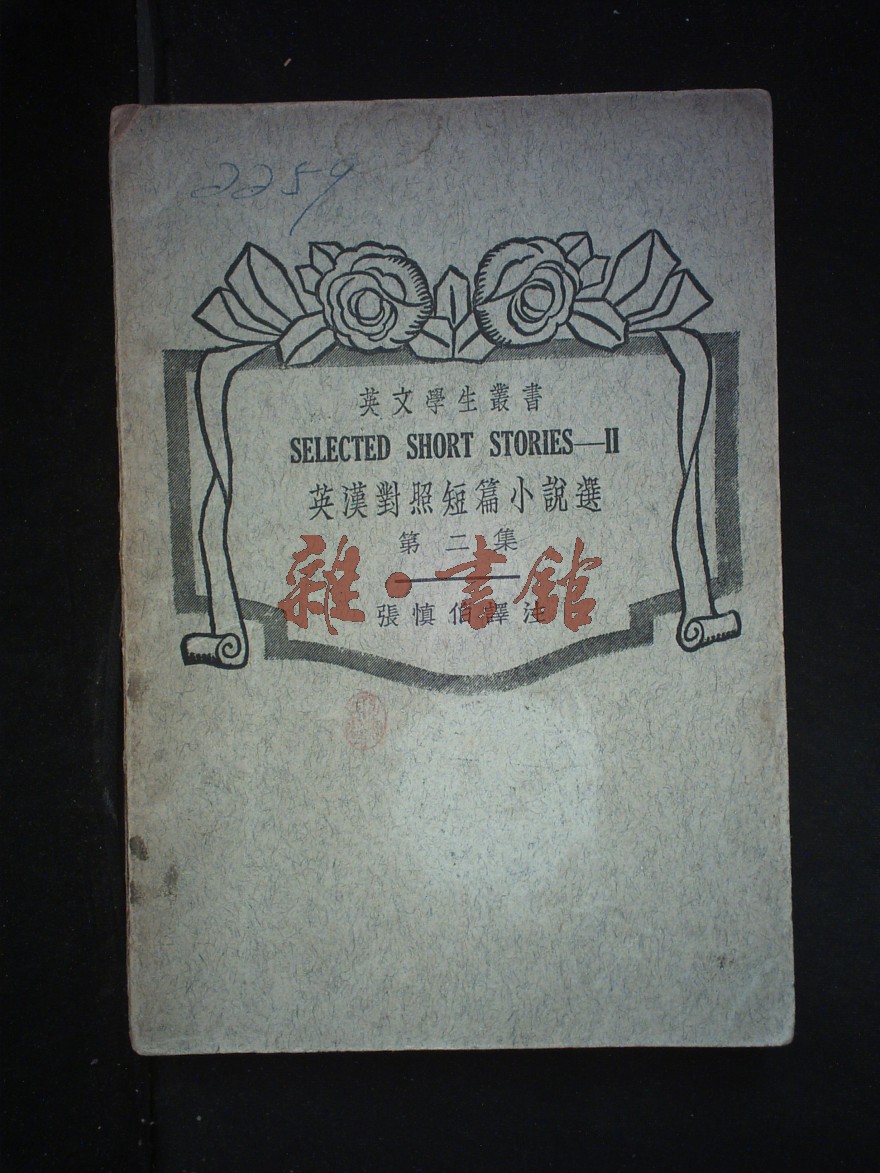 2259
英文學生叢書
SELECTED SHORT STORIES—II
英漢對照短篇小說選
第二集
雜·書館
張慎伯譯注